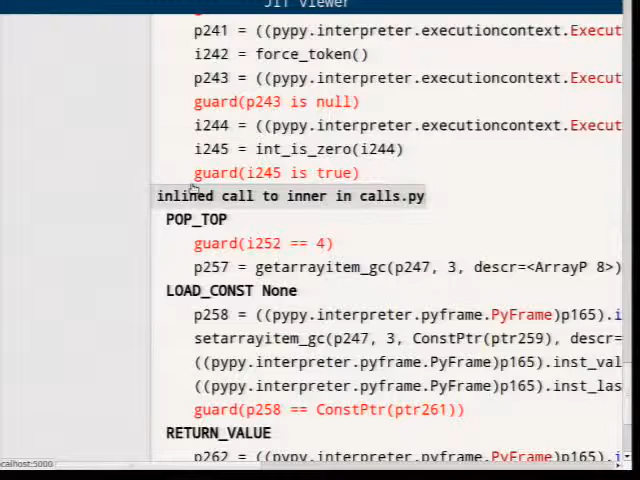 JIT Viewer
p241 = ((pypy.interpreter.executioncontext.Execut
i242 = force_token()
p243 = ((pypy.interpreter.executioncontext.Execut
guard(p243 is null)
i244 = ((pypy.interpreter.executioncontext.Execut
i245 = int_is_zero(i244)
guard(i245 is true)
inlined call to inner in calls.py
POP_TOP
guard(i252 == 4)
p257 = getarrayitem_gc(p247, 3, descr=<ArrayP 8>)
LOAD_CONST None
p258 = ((pypy.interpreter.pyframe.PyFrame)p165).i
setarrayitem_gc(p247, 3, ConstPtr(ptr259), descr=
((pypy.interpreter.pyframe.PyFrame)p165).inst_val
((pypy.interpreter.pyframe.PyFrame)p165).inst_las
guard(p258 == ConstPtr(ptr261))
RETURN_VALUE
p262 = ((pypy.interpreter.pyframe.PyFrame)p165).i
calhost:5000